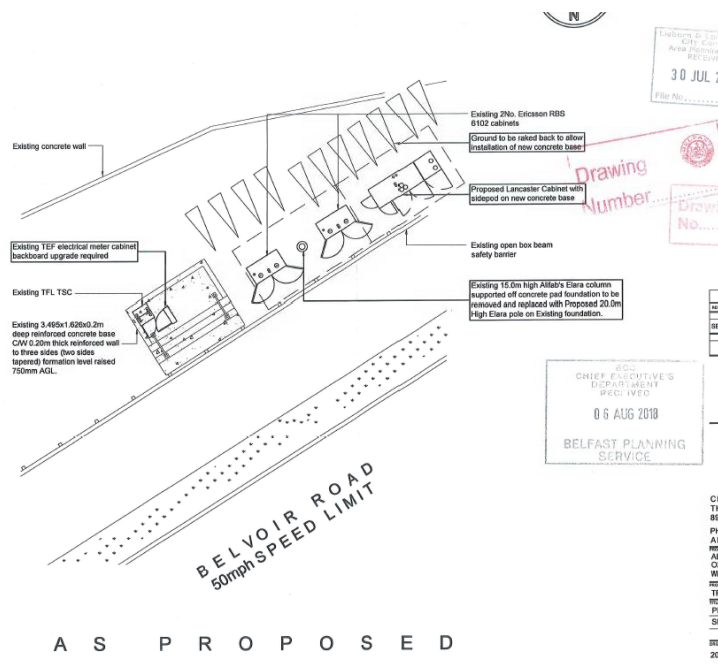 N
30 JUL
File No.
Existing 2No. Ericsson RBS
6102 cabinets
Ground to be raked back to allow
installation of new concrete base
Existing concrete wall
Drawing
Number
Proposed Lancaster Cabinet with
sidepod on new concrete base
No.
Existing TEF electrical meter cabinet
backboard upgrade required
Existing open box beam
safety barrier
Existing TFL TSC
Existing 15.0m high Alifab's Elara column
supported off concrete pad foundation to be
removed and replaced with Proposed 20.0m
High Elara pole on Existing foundation.
Existing 3.495x1.626x0.2m
deep reinforced concrete base
C/W 0.20m thick reinforced wall
to three sides (two sides
tapered) formation level raised
750mm AGL.
CHIEF EXECUTIVE'S
DEPARTMENT
RECEIVED
06 AUG 2018
BELFAST PLANNING
SERVICE
BELVOIR ROAD
50mph SPEED LIMIT
AS PROPOSED